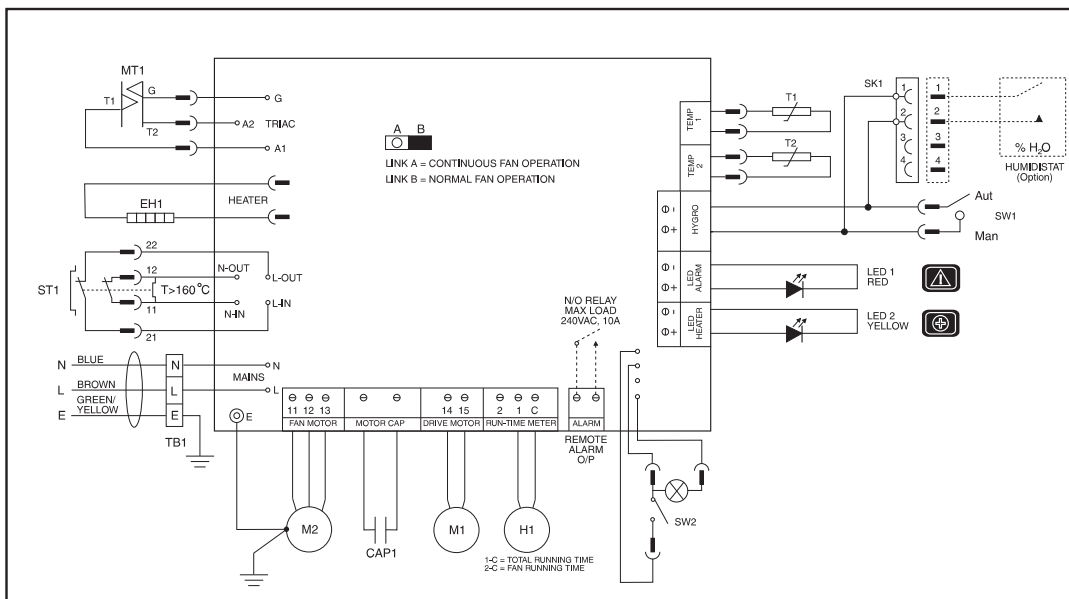 MT1
T1
G
T2
G
A2 TRIAC
A1
HEATER
EH1
ST1
22
12
11
21
T>160°C
N-OUT
L-OUT
N-IN
L-IN
N BLUE N N
MAINS
L BROWN L L
GREEN/
YELLOW
E E
TB1
E
A B
LINK A = CONTINUOUS FAN OPERATION
LINK B = NORMAL FAN OPERATION
11 12 13
FAN MOTOR
MOTOR CAP
14 15
DRIVE MOTOR
2 1 C
RUN-TIME METER
ALARM
REMOTE
ALARM
O/P
N/O RELAY
MAX LOAD
240VAC, 10A
M2
CAP1
M1
H1
1-C = TOTAL RUNNING TIME
2-C = FAN RUNNING TIME
SW2
TEMP
1
T1
TEMP
2
T2
- +
HYGRO
- +
LED
ALARM
- +
LED
HEATER
SK1
1 1
2 2
3 3
4 4
% H2O
HUMIDISTAT
(Option)
Aut
SW1
Man
LED 1
RED
LED 2
YELLOW